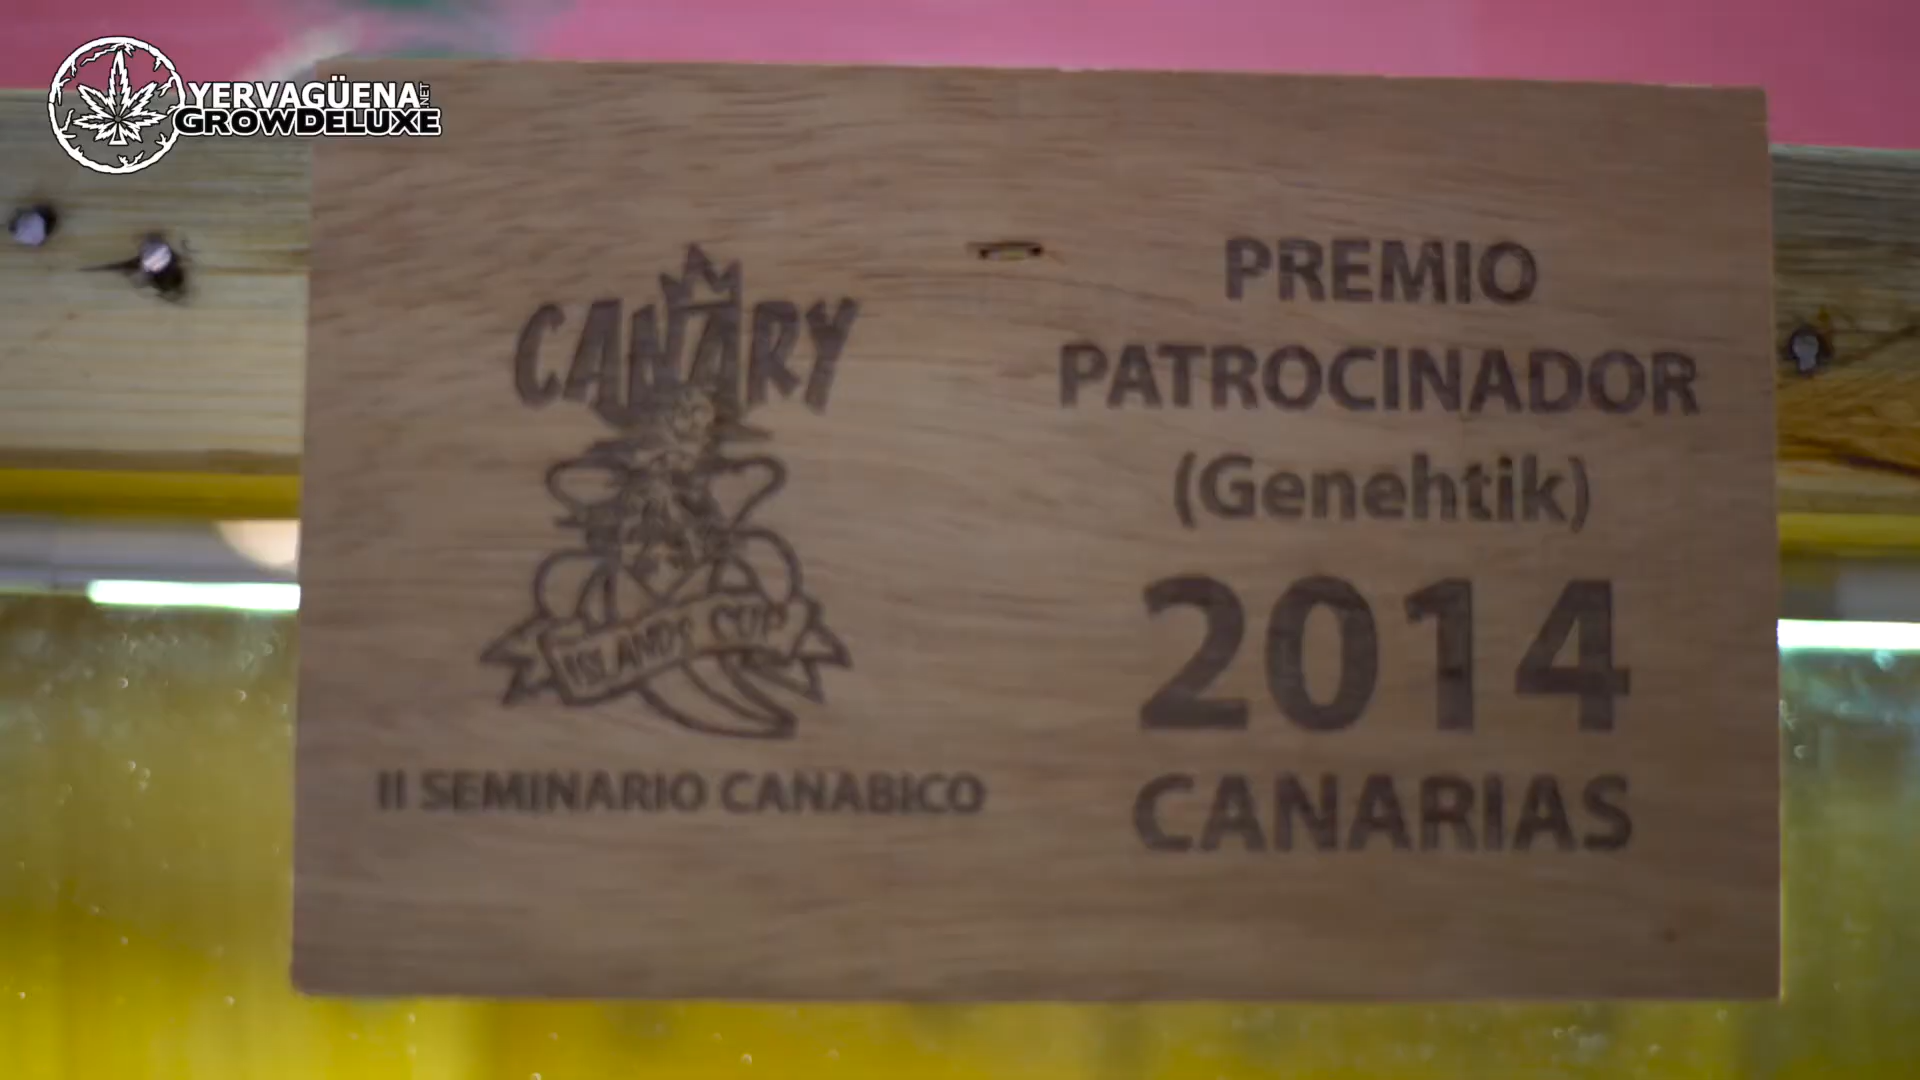 YERVAGÜENA.NET
GROWDELUXE
CANARY
ISLANDS CUP
II SEMINARIO CANABICO
PREMIO
PATROCINADOR
(Genehtik)
2014
CANARIAS